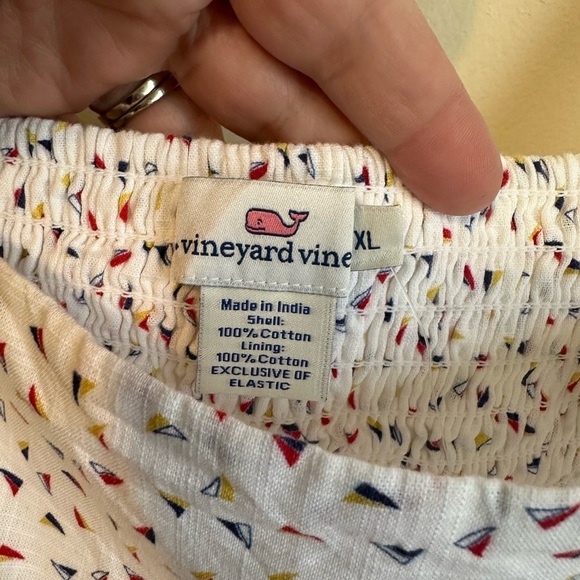 vineyard vine
XL
Made in India
Shell:
100% Cotton
Lining:
100% Cotton
EXCLUSIVE OF
ELASTIC